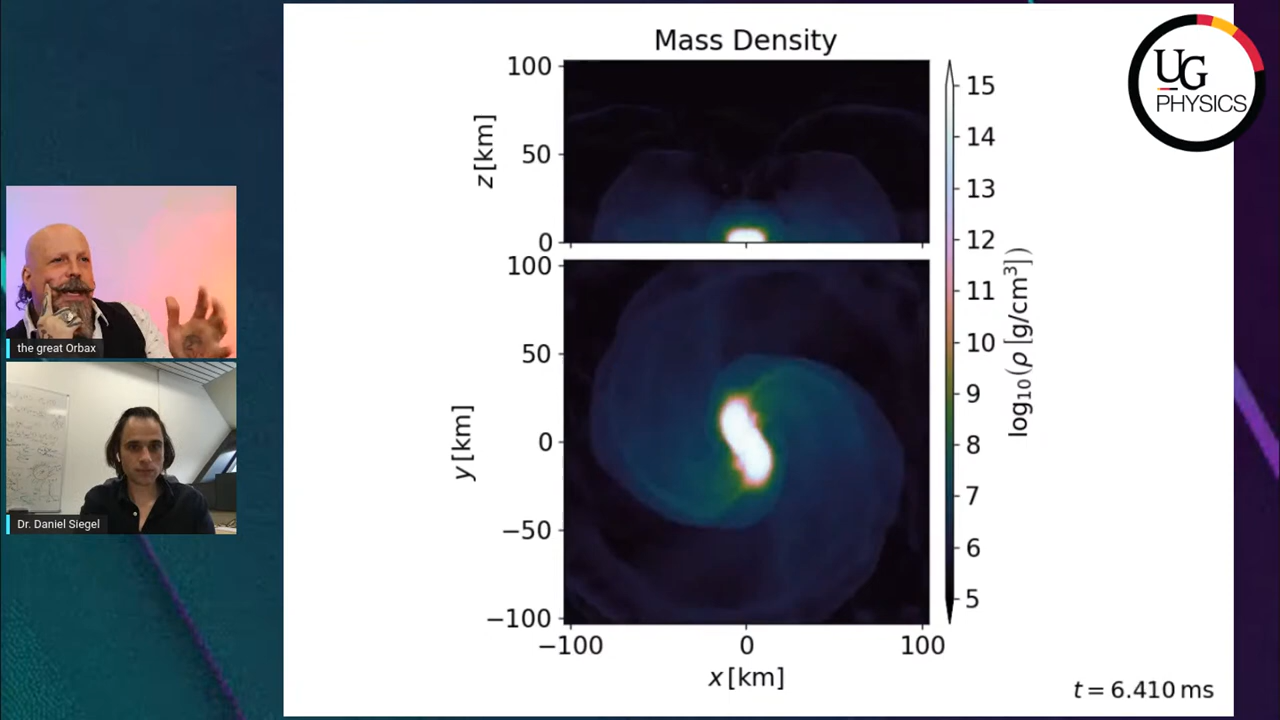 Mass Density
100
50
0
z [km]
100
50
0
−50
−100
y [km]
−100
0
100
x [km]
15
14
13
12
11
10
9
8
7
6
5
log₁₀(ρ [g/cm³])
t = 6.410 ms
UG
PHYSICS
the great Orbax
Dr. Daniel Siegel